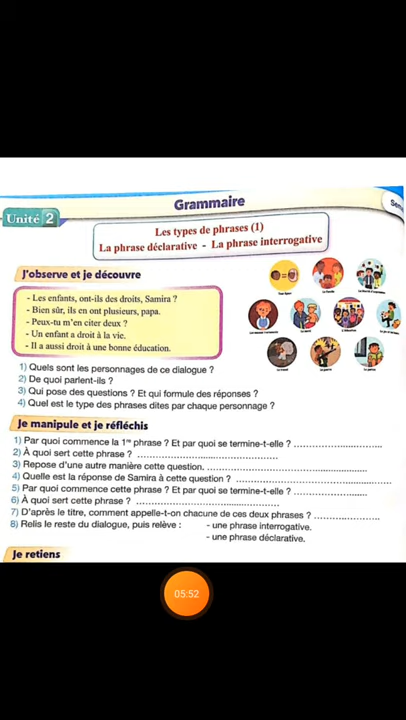 Grammaire
Unité 2
Les types de phrases (1)
La phrase déclarative - La phrase interrogative
J'observe et je découvre
- Les enfants, ont-ils des droits, Samira ?
- Bien sûr, ils en ont plusieurs, papa.
- Peux-tu m'en citer deux ?
- Un enfant a droit à la vie.
- Il a aussi droit à une bonne éducation.
1) Quels sont les personnages de ce dialogue ?
2) De quoi parlent-ils ?
3) Qui pose des questions ? Et qui formule des réponses ?
4) Quel est le type des phrases dites par chaque personnage ?
Je manipule et je réfléchis
1) Par quoi commence la 1re phrase ? Et par quoi se termine-t-elle ? ..............................
2) À quoi sert cette phrase ? ..............................
3) Repose d'une autre manière cette question. ..............................
4) Quelle est la réponse de Samira à cette question ? ..............................
5) Par quoi commence cette phrase ? Et par quoi se termine-t-elle ? ..............................
6) À quoi sert cette phrase ? ..............................
7) D'après le titre, comment appelle-t-on chacune de ces deux phrases ? ..............................
8) Relis le reste du dialogue, puis relève : - une phrase interrogative.
- une phrase déclarative.
Je retiens
05:52